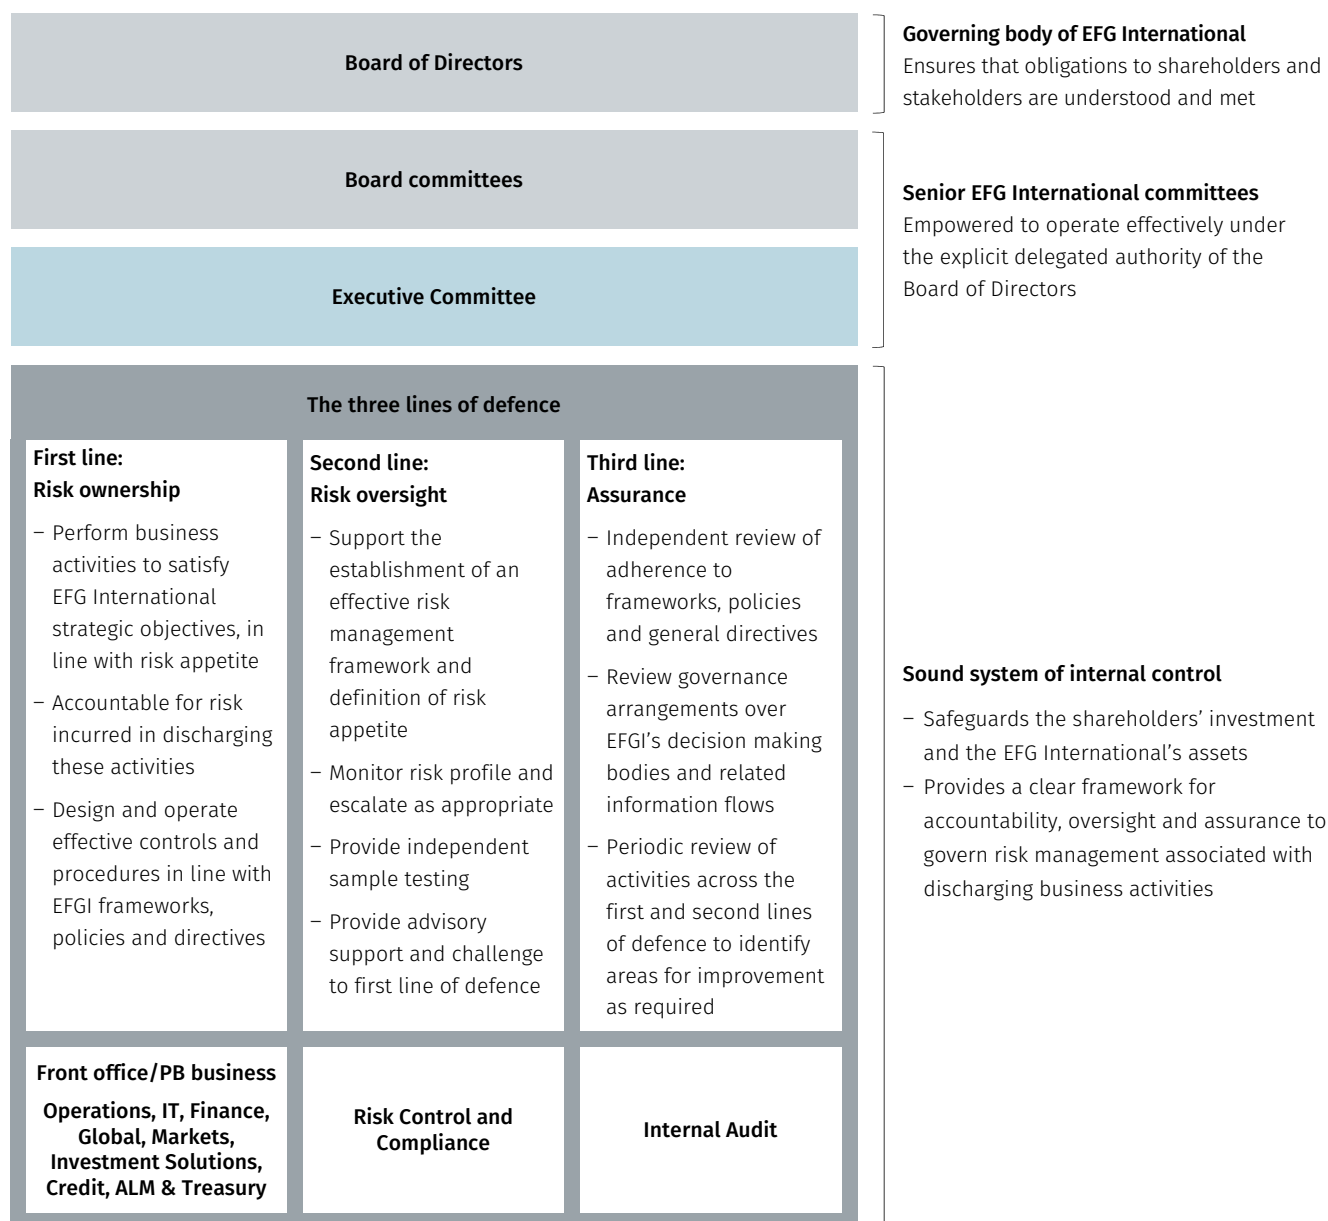 Board of Directors
Governing body of EFG International
Ensures that obligations to shareholders and
stakeholders are understood and met
Board committees
Executive Committee
Senior EFG International committees
Empowered to operate effectively under
the explicit delegated authority of the
Board of Directors
The three lines of defence
First line:
Risk ownership
– Perform business
activities to satisfy
EFG International
strategic objectives, in
line with risk appetite
– Accountable for risk
incurred in discharging
these activities
– Design and operate
effective controls and
procedures in line with
EFGI frameworks,
policies and directives
Second line:
Risk oversight
– Support the
establishment of an
effective risk
management
framework and
definition of risk
appetite
– Monitor risk profile and
escalate as appropriate
– Provide independent
sample testing
– Provide advisory
support and challenge
to first line of defence
Third line:
Assurance
– Independent review of
adherence to
frameworks, policies
and general directives
– Review governance
arrangements over
EFGI’s decision making
bodies and related
information flows
– Periodic review of
activities across the
first and second lines
of defence to identify
areas for improvement
as required
Front office/PB business
Operations, IT, Finance,
Global, Markets,
Investment Solutions,
Credit, ALM & Treasury
Risk Control and
Compliance
Internal Audit
Sound system of internal control
– Safeguards the shareholders’ investment
and the EFG International’s assets
– Provides a clear framework for
accountability, oversight and assurance to
govern risk management associated with
discharging business activities